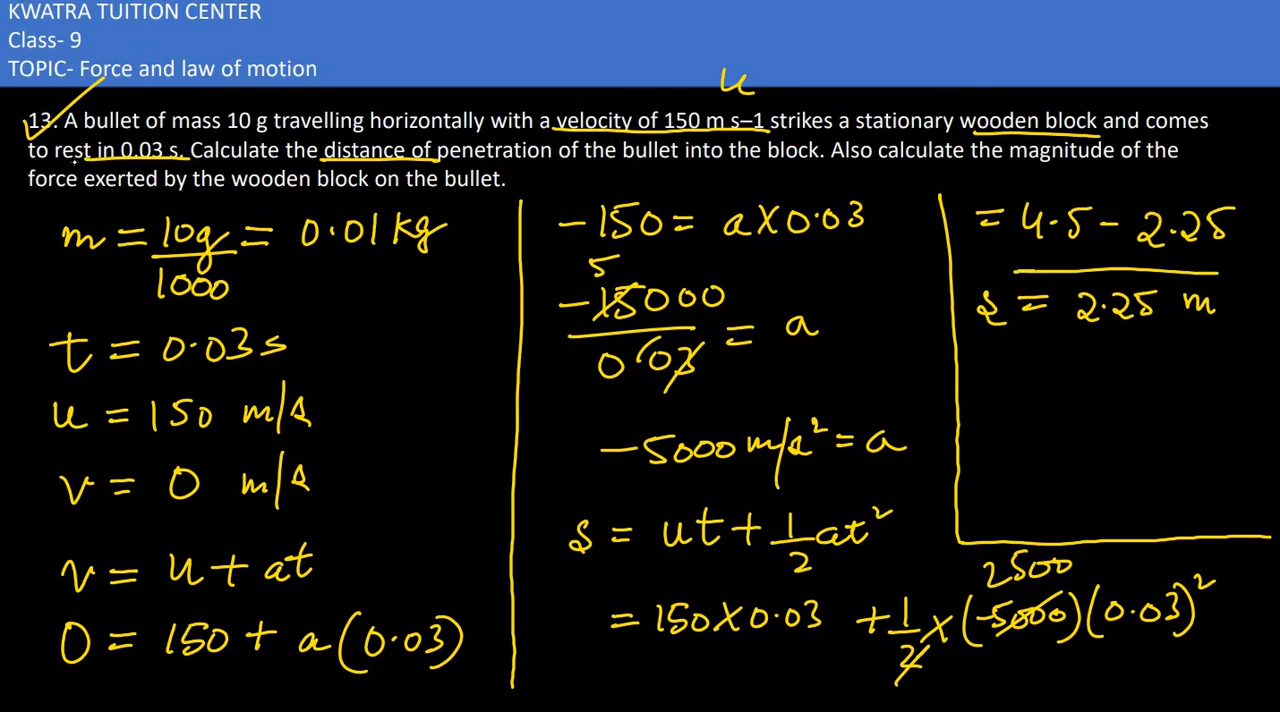 KWATRA TUITION CENTER
Class- 9
TOPIC- Force and law of motion
u
13. A bullet of mass 10 g travelling horizontally with a velocity of 150 m s–1 strikes a stationary wooden block and comes
to rest in 0.03 s. Calculate the distance of penetration of the bullet into the block. Also calculate the magnitude of the
force exerted by the wooden block on the bullet.
m = 10g/1000 = 0.01 kg
t = 0.03 s
u = 150 m/s
v = 0 m/s
v = u + at
0 = 150 + a(0.03)
-150 = a × 0.03
5
-15000/003 = a
-5000 m/s² = a
s = ut + 1/2 at²
2500
= 150 × 0.03 + 1/2 × (-5000)(0.03)²
= 4.5 - 2.25
s = 2.25 m